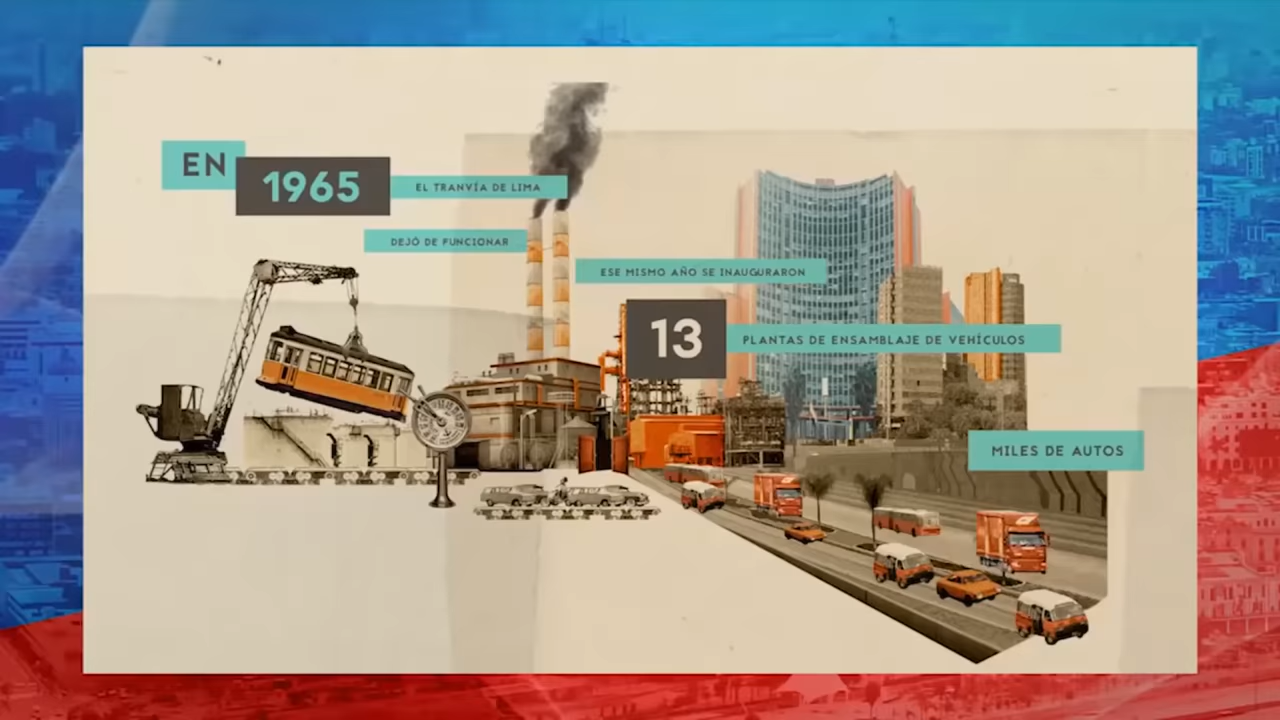 EN
1965
EL TRANVÍA DE LIMA
DEJÓ DE FUNCIONAR
ESE MISMO AÑO SE INAUGURARON
13
PLANTAS DE ENSAMBLAJE DE VEHÍCULOS
MILES DE AUTOS